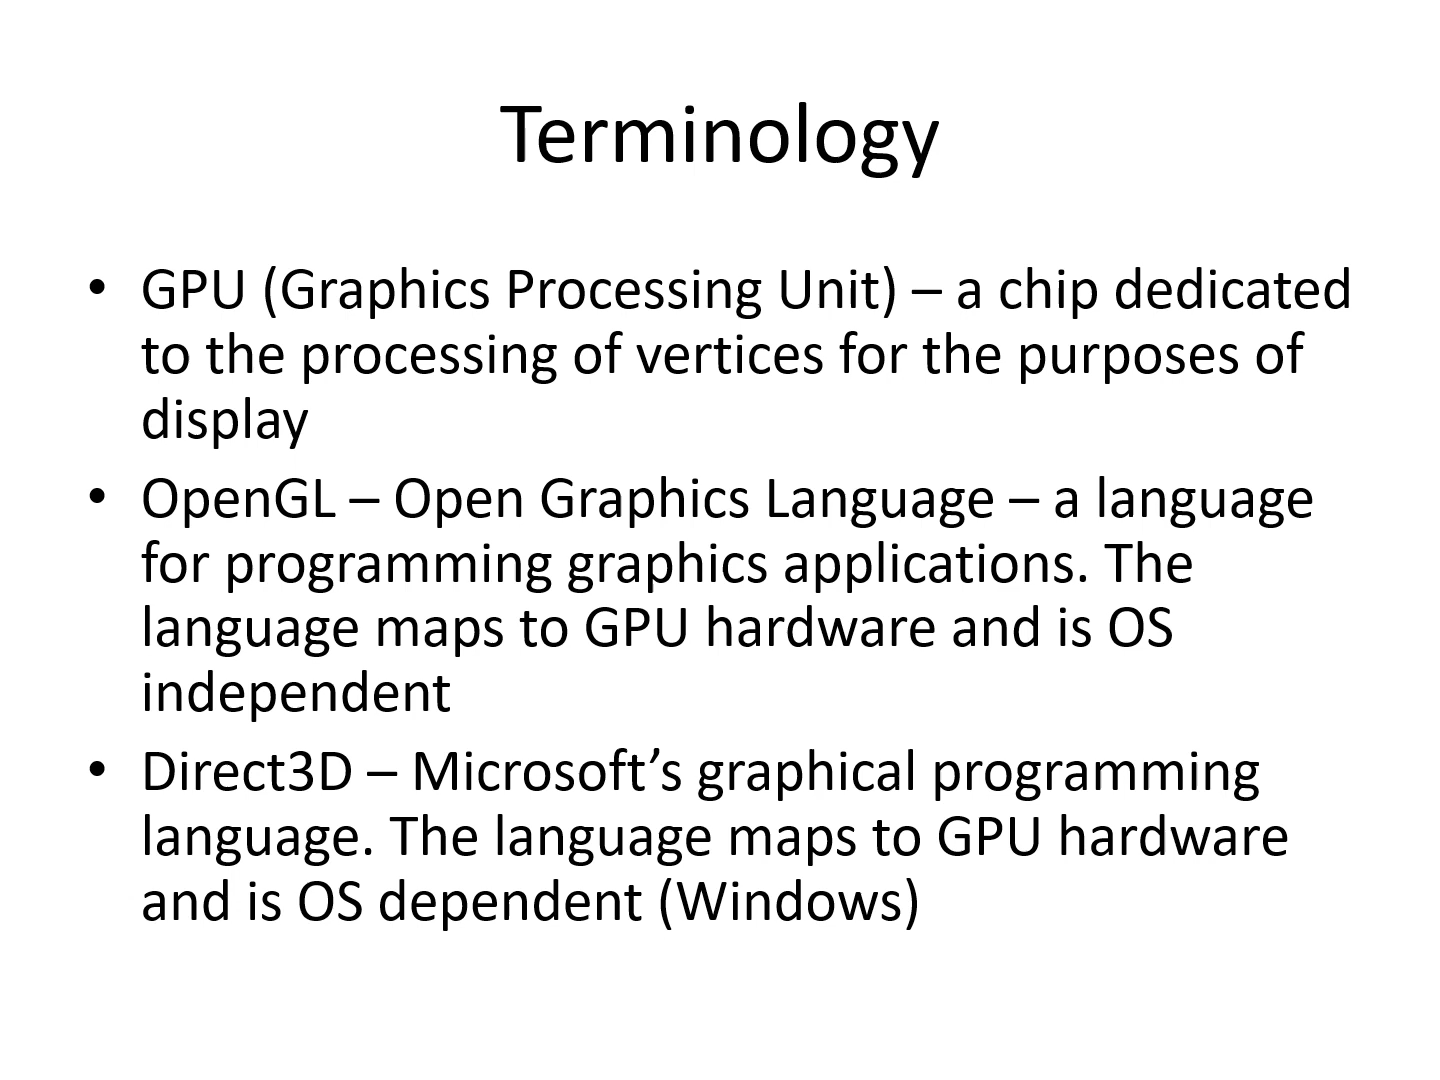 Terminology
• GPU (Graphics Processing Unit) – a chip dedicated
to the processing of vertices for the purposes of
display
• OpenGL – Open Graphics Language – a language
for programming graphics applications. The
language maps to GPU hardware and is OS
independent
• Direct3D – Microsoft’s graphical programming
language. The language maps to GPU hardware
and is OS dependent (Windows)